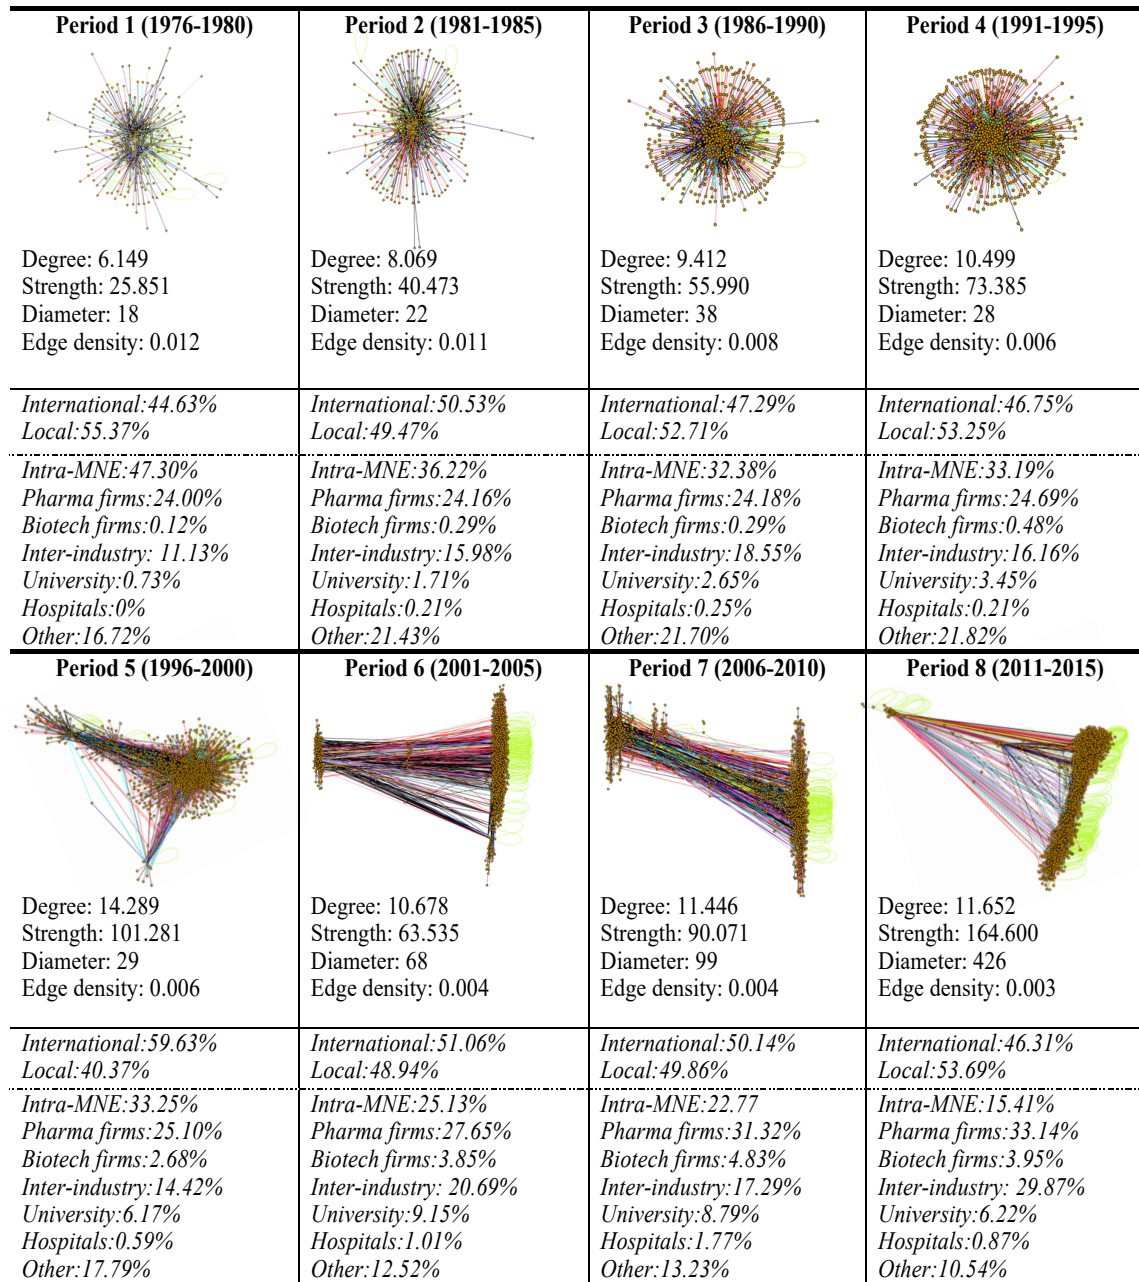 Period 1 (1976-1980)
Degree: 6.149
Strength: 25.851
Diameter: 18
Edge density: 0.012
International:44.63%
Local:55.37%
Intra-MNE:47.30%
Pharma firms:24.00%
Biotech firms:0.12%
Inter-industry: 11.13%
University:0.73%
Hospitals:0%
Other:16.72%
Period 2 (1981-1985)
Degree: 8.069
Strength: 40.473
Diameter: 22
Edge density: 0.011
International:50.53%
Local:49.47%
Intra-MNE:36.22%
Pharma firms:24.16%
Biotech firms:0.29%
Inter-industry:15.98%
University:1.71%
Hospitals:0.21%
Other:21.43%
Period 3 (1986-1990)
Degree: 9.412
Strength: 55.990
Diameter: 38
Edge density: 0.008
International:47.29%
Local:52.71%
Intra-MNE:32.38%
Pharma firms:24.18%
Biotech firms:0.29%
Inter-industry:18.55%
University:2.65%
Hospitals:0.25%
Other:21.70%
Period 4 (1991-1995)
Degree: 10.499
Strength: 73.385
Diameter: 28
Edge density: 0.006
International:46.75%
Local:53.25%
Intra-MNE:33.19%
Pharma firms:24.69%
Biotech firms:0.48%
Inter-industry:16.16%
University:3.45%
Hospitals:0.21%
Other:21.82%
Period 5 (1996-2000)
Degree: 14.289
Strength: 101.281
Diameter: 29
Edge density: 0.006
International:59.63%
Local:40.37%
Intra-MNE:33.25%
Pharma firms:25.10%
Biotech firms:2.68%
Inter-industry:14.42%
University:6.17%
Hospitals:0.59%
Other:17.79%
Period 6 (2001-2005)
Degree: 10.678
Strength: 63.535
Diameter: 68
Edge density: 0.004
International:51.06%
Local:48.94%
Intra-MNE:25.13%
Pharma firms:27.65%
Biotech firms:3.85%
Inter-industry: 20.69%
University:9.15%
Hospitals:1.01%
Other:12.52%
Period 7 (2006-2010)
Degree: 11.446
Strength: 90.071
Diameter: 99
Edge density: 0.004
International:50.14%
Local:49.86%
Intra-MNE:22.77
Pharma firms:31.32%
Biotech firms:4.83%
Inter-industry:17.29%
University:8.79%
Hospitals:1.77%
Other:13.23%
Period 8 (2011-2015)
Degree: 11.652
Strength: 164.600
Diameter: 426
Edge density: 0.003
International:46.31%
Local:53.69%
Intra-MNE:15.41%
Pharma firms:33.14%
Biotech firms:3.95%
Inter-industry: 29.87%
University:6.22%
Hospitals:0.87%
Other:10.54%